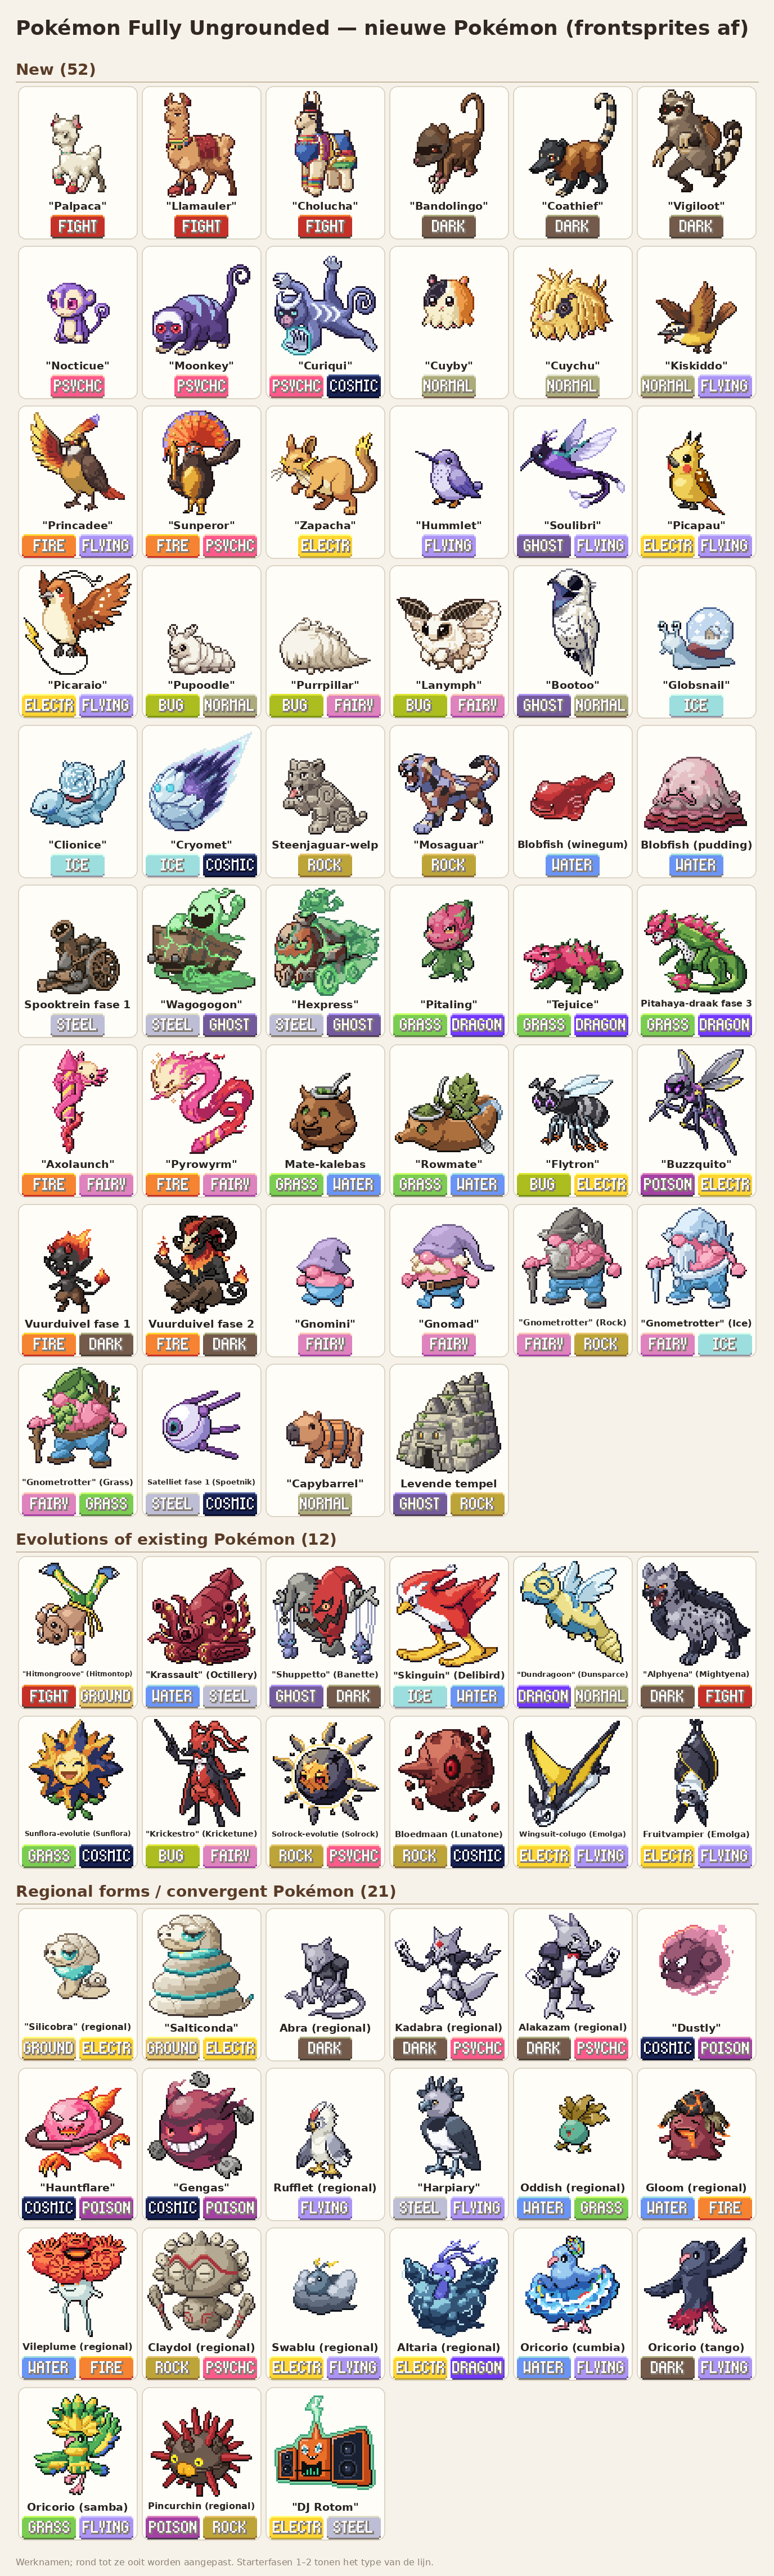 Pokémon Fully Ungrounded — nieuwe Pokémon (frontsprites af)
New (52)
"Palpaca" "Llamauler" "Cholucha" "Bandolingo" "Coathief" "Vigiloot"
FIGHT FIGHT FIGHT DARK DARK DARK
"Nocticue" "Moonkey" "Curiqui" "Cuyby" "Cuychu" "Kiskiddo"
PSYCHC PSYCHC PSYCHC COSMIC NORMAL NORMAL NORMAL FLYING
"Princadee" "Sunperor" "Zapacha" "Hummlet" "Soulibri" "Picapau"
FIRE FLYING FIRE PSYCHC ELECTR FLYING GHOST FLYING ELECTR FLYING
"Picaraio" "Pupoodle" "Purrpillar" "Lanymph" "Bootoo" "Globsnail"
ELECTR FLYING BUG NORMAL BUG FAIRY BUG FAIRY GHOST NORMAL ICE
"Clionice" "Cryomet" Steenjaguar-welp "Mosaguar" Blobfish (winegum) Blobfish (pudding)
ICE ICE COSMIC ROCK ROCK WATER WATER
Spooktrein fase 1 "Wagogogon" "Hexpress" "Pitaling" "Tejuice" Pitahaya-draak fase 3
STEEL STEEL GHOST STEEL GHOST GRASS DRAGON GRASS DRAGON GRASS DRAGON
"Axolaunch" "Pyrowyrm" Mate-kalebas "Rowmate" "Flytron" "Buzzquito"
FIRE FAIRY FIRE FAIRY GRASS WATER GRASS WATER BUG ELECTR POISON ELECTR
Vuurduivel fase 1 Vuurduivel fase 2 "Gnomini" "Gnomad" "Gnometrotter" (Rock) "Gnometrotter" (Ice)
FIRE DARK FIRE DARK FAIRY FAIRY FAIRY ROCK FAIRY ICE
"Gnometrotter" (Grass) Satelliet fase 1 (Spoetnik) "Capybarrel" Levende tempel
FAIRY GRASS STEEL COSMIC NORMAL GHOST ROCK
Evolutions of existing Pokémon (12)
"Hitmongroove" (Hitmontop) "Krassault" (Octillery) "Shuppetto" (Banette) "Skinguin" (Delibird) "Dundragoon" (Dunsparce) "Alphyena" (Mightyena)
FIGHT GROUND WATER STEEL GHOST DARK ICE WATER DRAGON NORMAL DARK FIGHT
Sunflora-evolutie (Sunflora) "Krickestro" (Kricketune) Solrock-evolutie (Solrock) Bloedmaan (Lunatone) Wingsuit-colugo (Emolga) Fruitvampier (Emolga)
GRASS COSMIC BUG FAIRY ROCK PSYCHC ROCK COSMIC ELECTR FLYING ELECTR FLYING
Regional forms / convergent Pokémon (21)
"Silicobra" (regional) "Salticonda" Abra (regional) Kadabra (regional) Alakazam (regional) "Dustly"
GROUND ELECTR GROUND ELECTR DARK DARK PSYCHC DARK PSYCHC COSMIC POISON
"Hauntflare" "Gengas" Rufflet (regional) "Harpiary" Oddish (regional) Gloom (regional)
COSMIC POISON COSMIC POISON FLYING STEEL FLYING WATER GRASS WATER FIRE
Vileplume (regional) Claydol (regional) Swablu (regional) Altaria (regional) Oricorio (cumbia) Oricorio (tango)
WATER FIRE ROCK PSYCHC ELECTR FLYING ELECTR DRAGON WATER FLYING DARK FLYING
Oricorio (samba) Pincurchin (regional) "DJ Rotom"
GRASS FLYING POISON ROCK ELECTR STEEL
Werknamen; rond tot ze ooit worden aangepast. Starterfasen 1–2 tonen het type van de lijn.